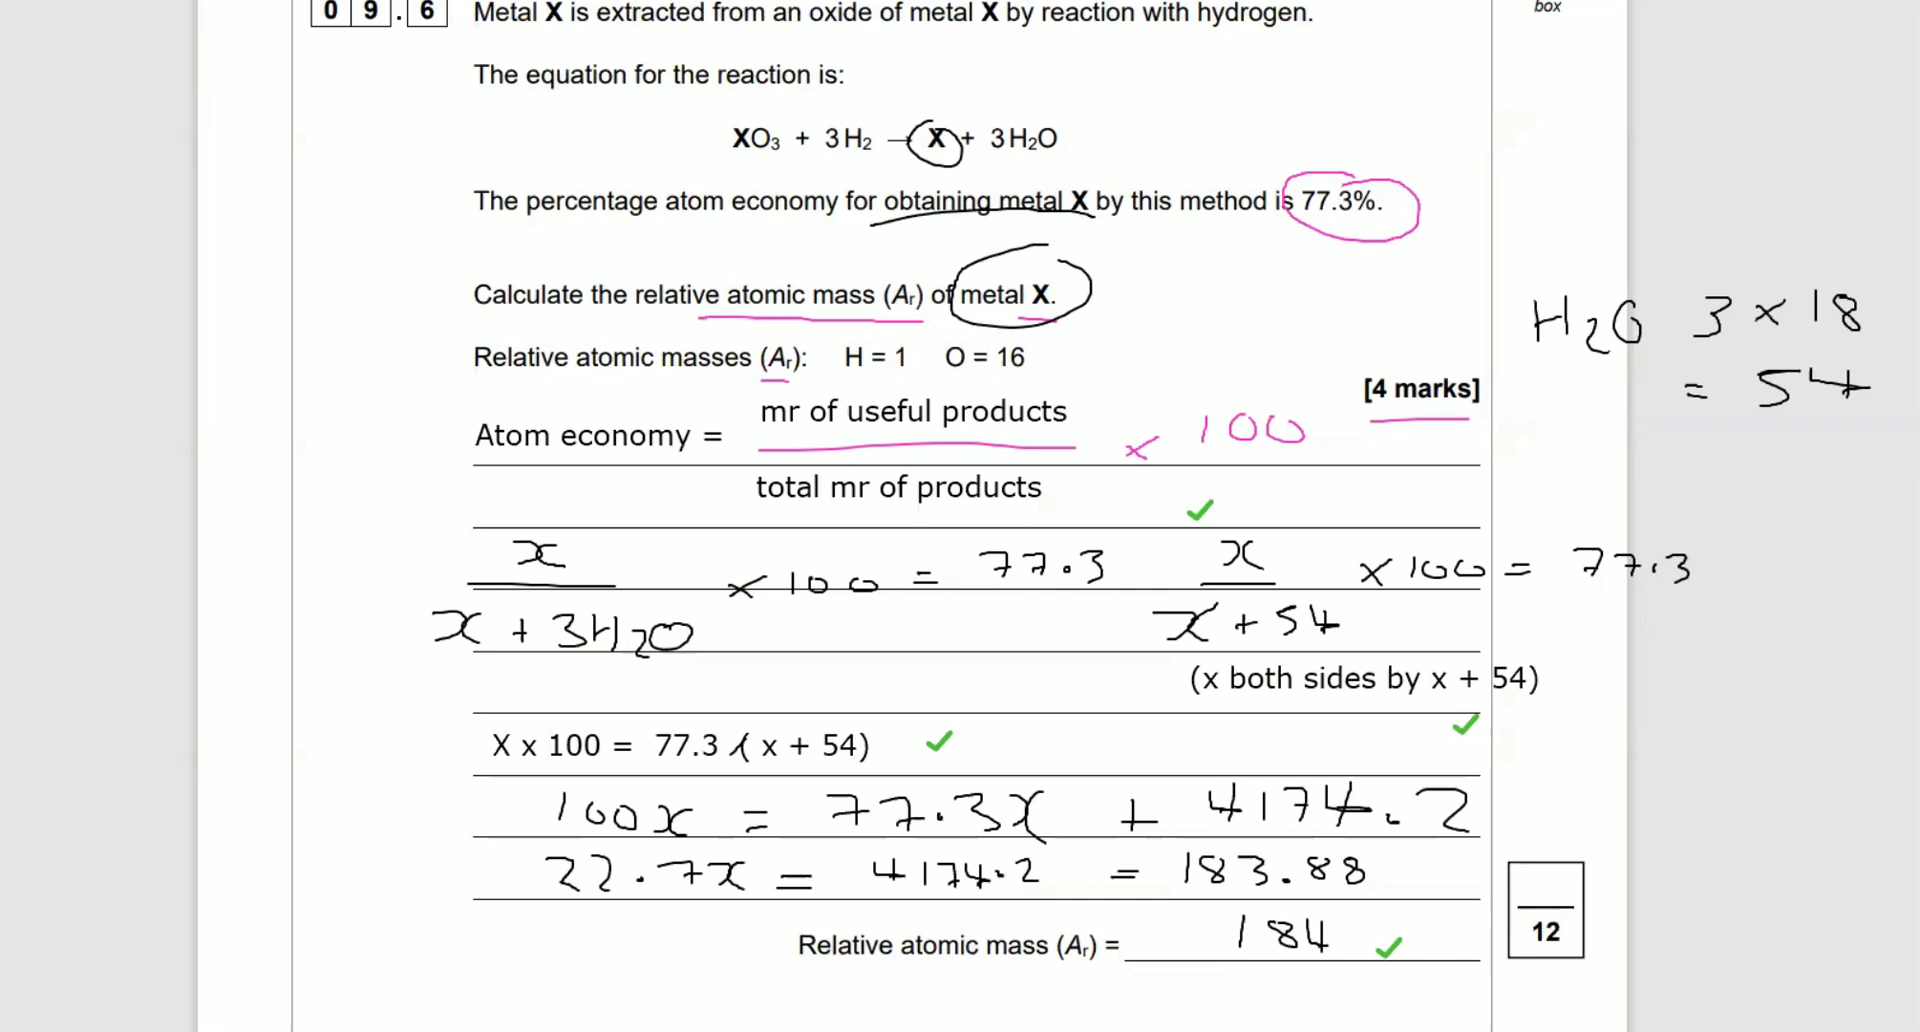 0 9 . 6 Metal X is extracted from an oxide of metal X by reaction with hydrogen.
box
The equation for the reaction is:
XO₃ + 3H₂ → X + 3H₂O
The percentage atom economy for obtaining metal X by this method is 77.3%.
Calculate the relative atomic mass (Aᵣ) of metal X.
H₂O 3 × 18
= 54
Relative atomic masses (Aᵣ): H = 1 O = 16
[4 marks]
mr of useful products
Atom economy = × 100
total mr of products
x × 100 = 77.3
x + 3H₂O
x × 100 = 77.3
x + 54
(x both sides by x + 54)
X x 100 = 77.3 ( x + 54)
100x = 77.3x + 4174.2
22.7x = 4174.2 = 183.88
Relative atomic mass (Aᵣ) = 184
12